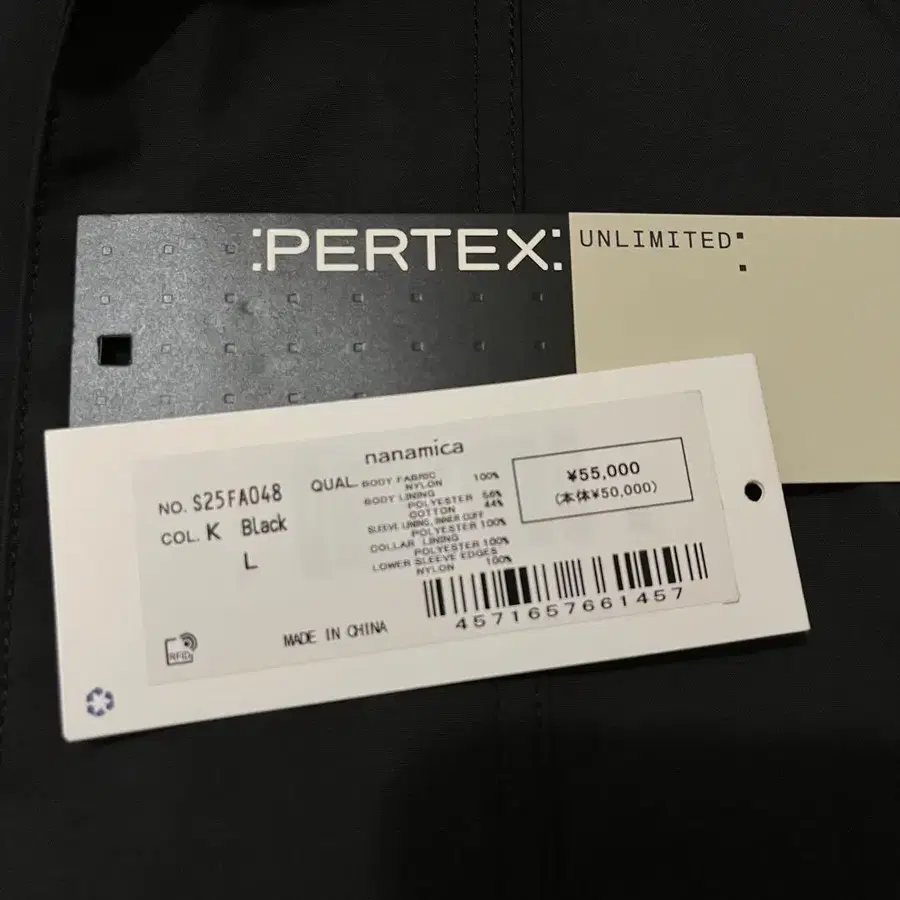 :PERTEX:
UNLIMITED
nanamica
NO. S25FA048
COL. K Black
L
QUAL. BODY FABRIC
NYLON 100%
BODY LINING
POLYESTER 56%
COTTON 44%
SLEEVE LINING, INNER CUFF
POLYESTER 100%
COLLAR LINING
POLYESTER 100%
LOWER SLEEVE EDGES
NYLON 100%
¥55,000
(本体¥50,000)
4571657661457
MADE IN CHINA
RFID